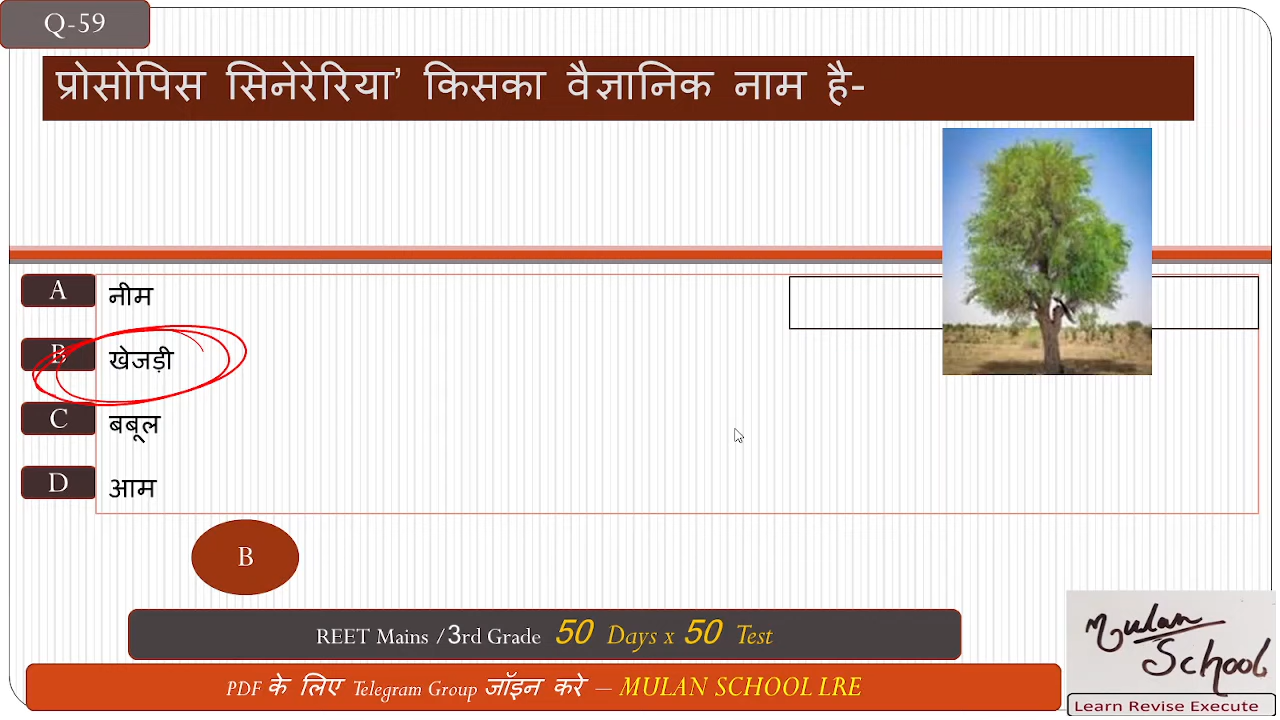 Q-59
प्रोसोपिस सिनेरेरिया’ किसका वैज्ञानिक नाम है-
A
नीम
B
खेजड़ी
C
बबूल
D
आम
B
REET Mains /3rd Grade 50 Days x 50 Test
PDF के लिए Telegram Group जॉइन करे – MULAN SCHOOL LRE
Mulan
School
Learn Revise Execute